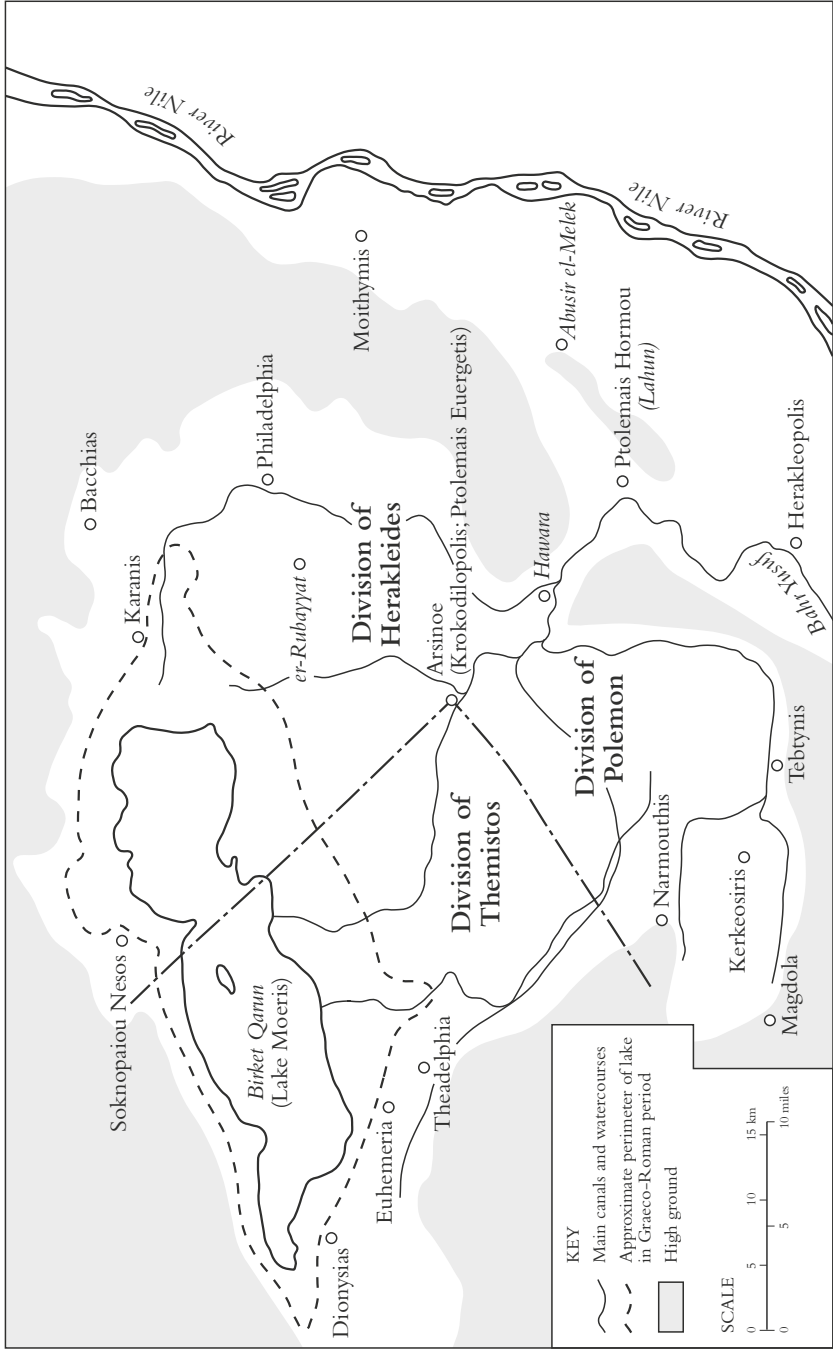 River Nile
Bacchias
Karanis
Philadelphia
Moithymis
Soknopaiou Nesos
er-Rubayyat
Division of
Herakleides
Birket Qarun
(Lake Moeris)
Arsinoe
(Krokodilopolis; Ptolemais Euergetis)
Dionysias
Euhemeria
Theadelphia
Division of
Themistos
Hawara
Abusir el-Melek
River Nile
Division of
Polemon
Ptolemais Hormou
(Lahun)
Narmouthis
Kerkeosiris
Magdola
Tebtynis
Bahr Yusuf
Herakleopolis
KEY
Main canals and watercourses
Approximate perimeter of lake
in Graeco-Roman period
High ground
SCALE
0 5 10 15 km
0 5 10 miles